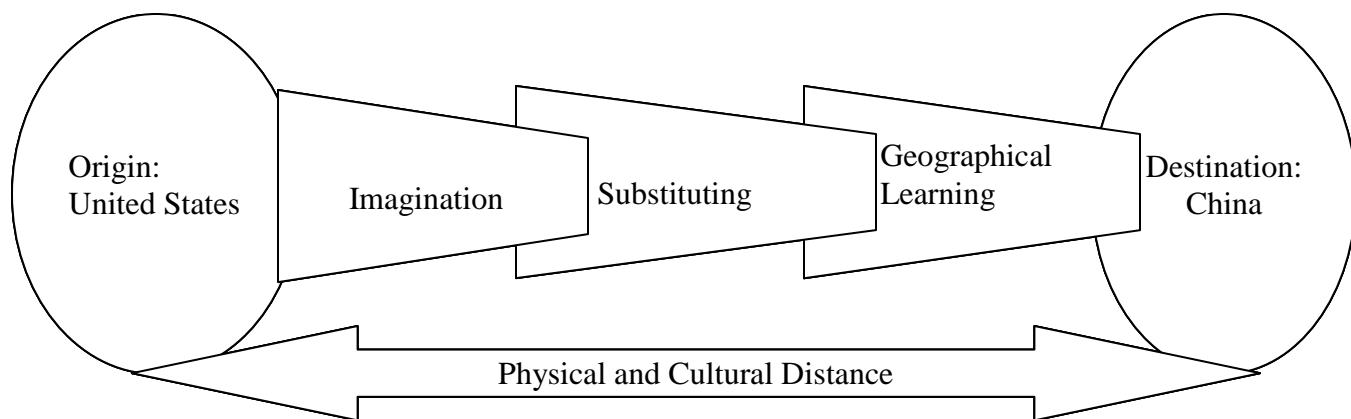 Origin:
United States
Imagination
Substituting
Geographical
Learning
Destination:
China
Physical and Cultural Distance